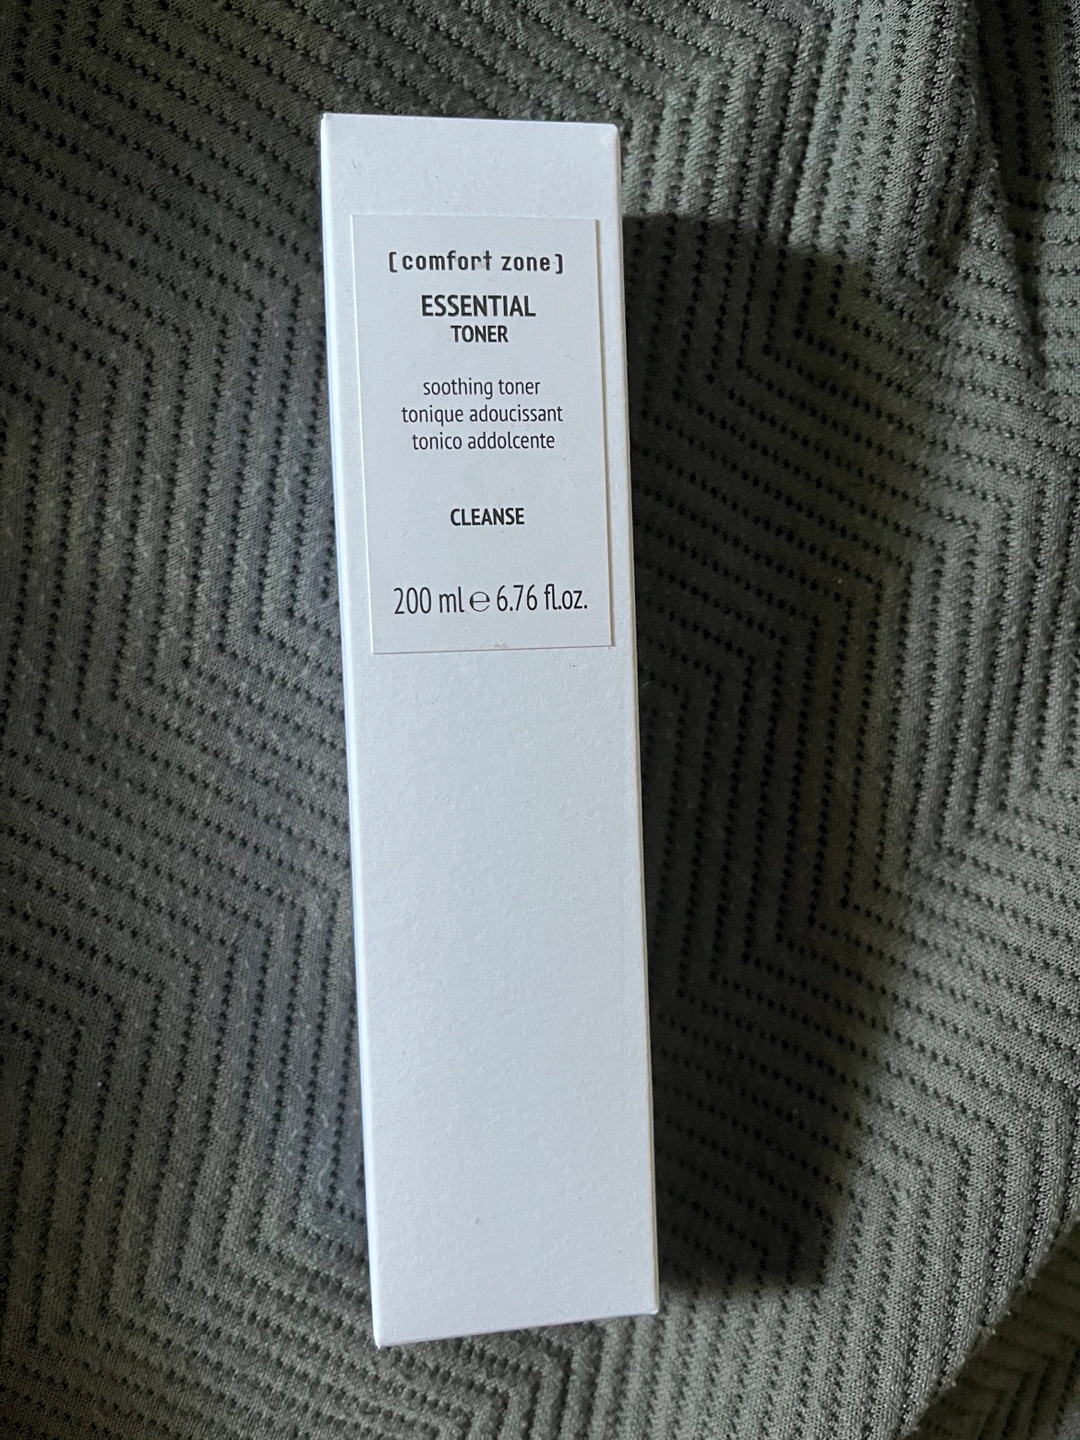 [comfort zone]
ESSENTIAL
TONER
soothing toner
tonique adoucissant
tonico addolcente
CLEANSE
200 ml ℮ 6.76 fl.oz.